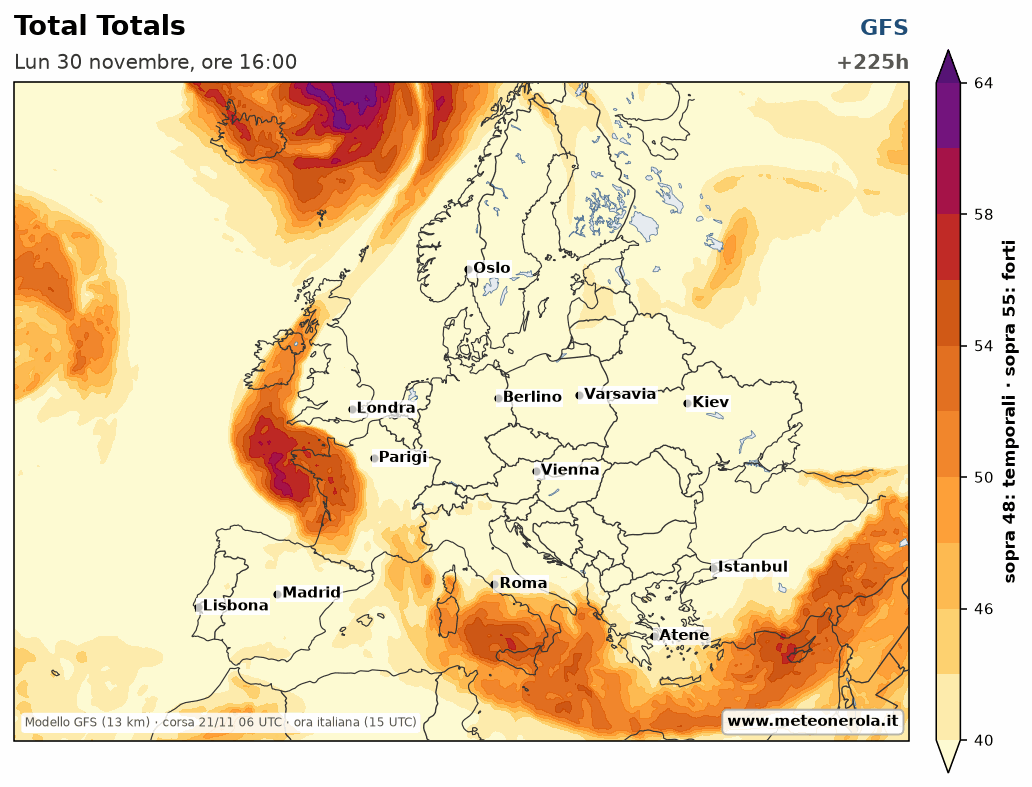 Total Totals
GFS
Lun 30 novembre, ore 16:00
+225h
64
58
54
50
46
40
sopra 48: temporali · sopra 55: forti
Oslo
Londra
Berlino
Varsavia
Kiev
Parigi
Vienna
Istanbul
Roma
Madrid
Lisbona
Atene
Modello GFS (13 km) · corsa 21/11 06 UTC · ora italiana (15 UTC)
www.meteonerola.it